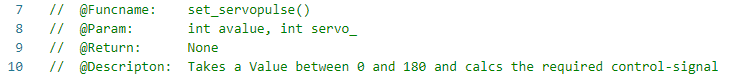 7 // @Funcname: set_servopulse()
8 // @Param: int avalue, int servo_
9 // @Return: None
10 // @Descripton: Takes a Value between 0 and 180 and calcs the required control-signal